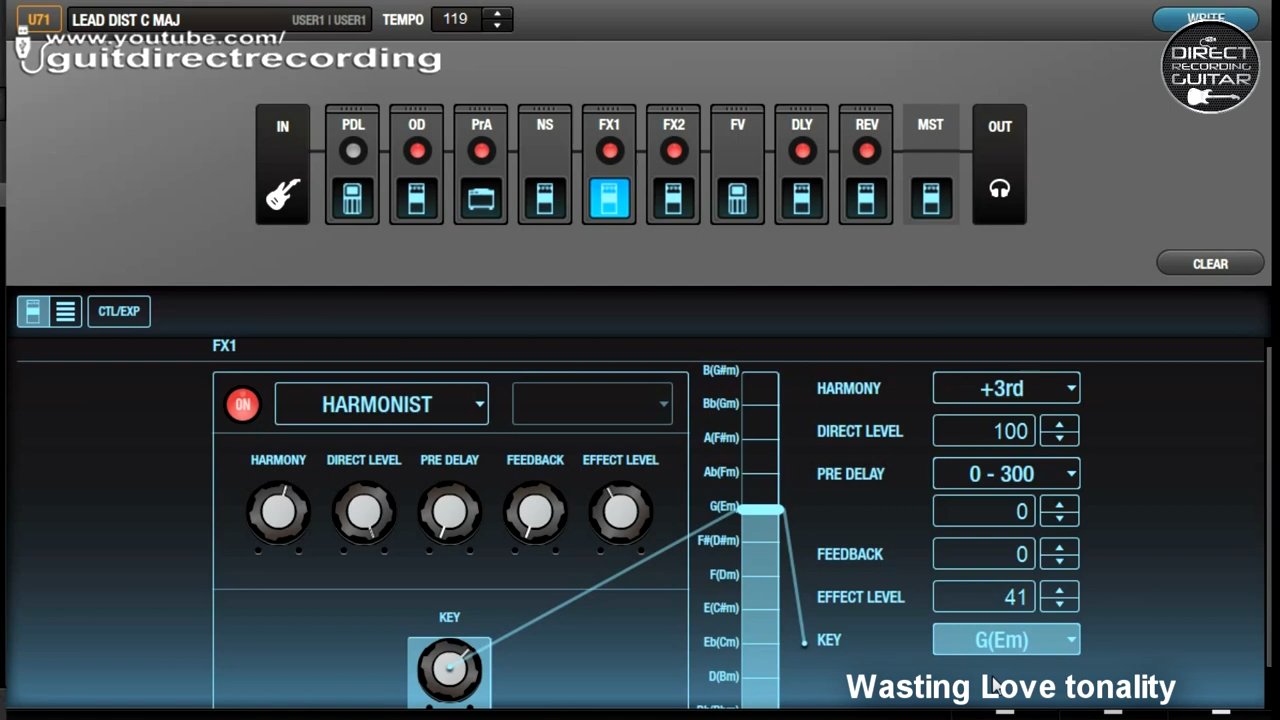 U71 LEAD DIST C MAJ USER1 | USER1 TEMPO 119 WRITE
www.youtube.com/
guitdirectrecording
DIRECT
RECORDING
GUITAR
IN PDL OD PrA NS FX1 FX2 FV DLY REV MST OUT
CLEAR
CTL/EXP
FX1
ON HARMONIST
HARMONY DIRECT LEVEL PRE DELAY FEEDBACK EFFECT LEVEL
KEY
B(G#m)
Bb(Gm)
A(F#m)
Ab(Fm)
G(Em)
F#(D#m)
F(Dm)
E(C#m)
Eb(Cm)
D(Bm)
HARMONY +3rd
DIRECT LEVEL 100
PRE DELAY 0 - 300
0
FEEDBACK 0
EFFECT LEVEL 41
KEY G(Em)
Wasting Love tonality